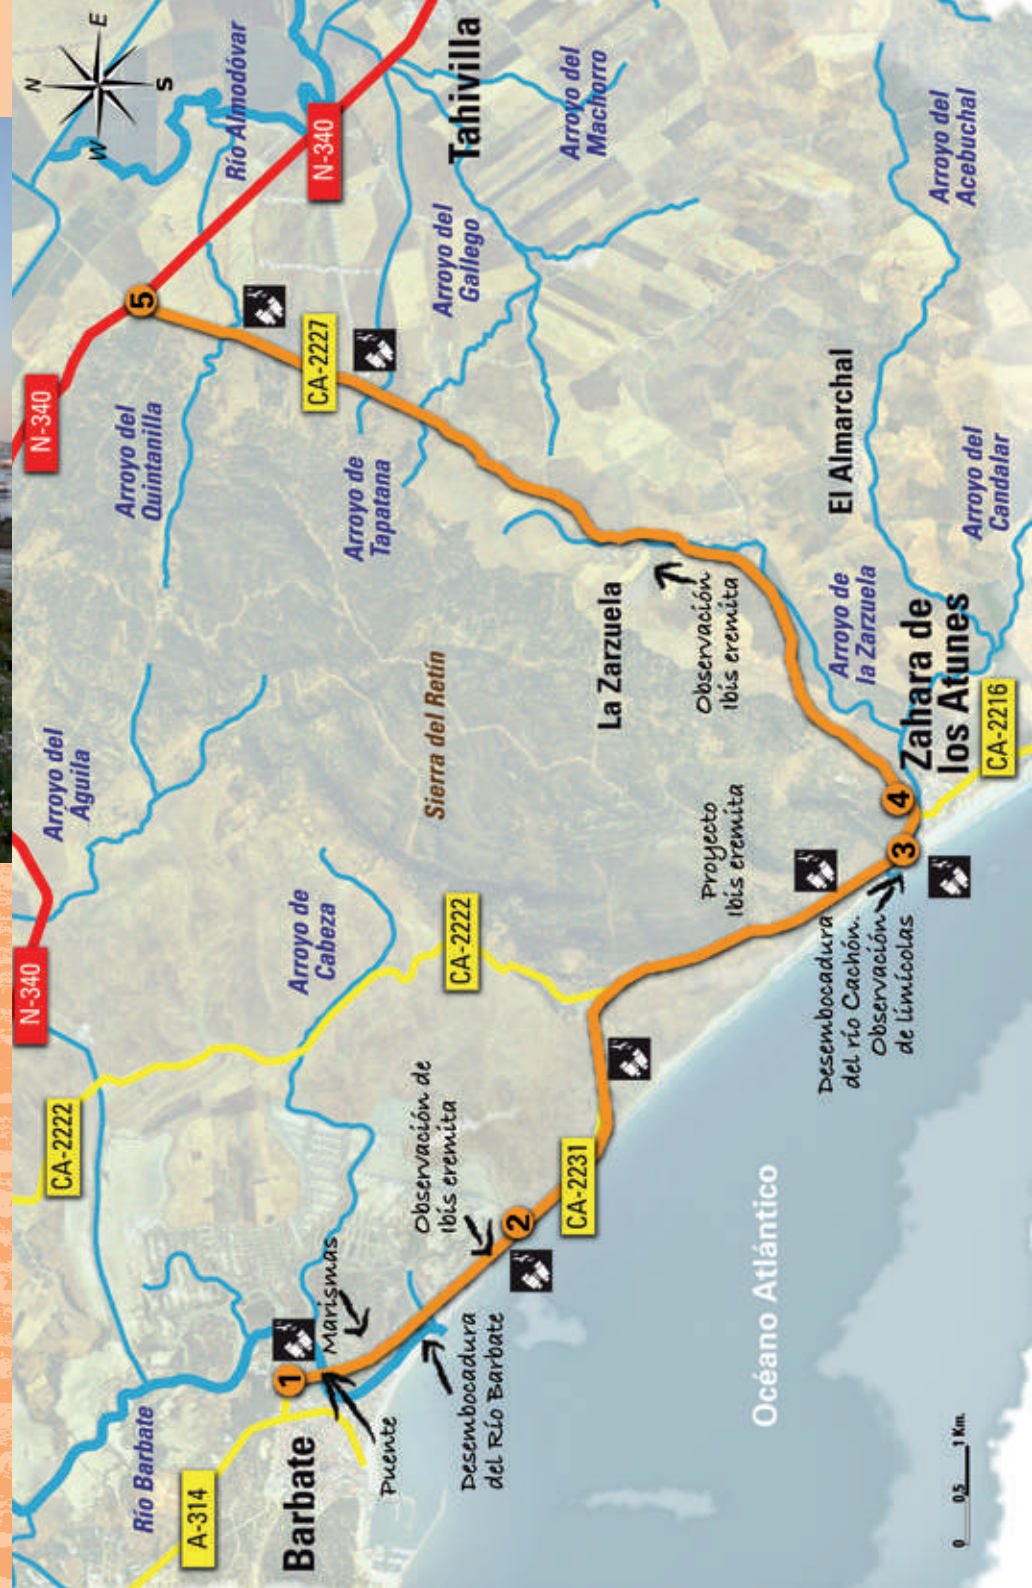 N
E
S
W
Río Almodóvar
N-340
Tahivilla
Arroyo del
Machorro
Arroyo del
Acebuchal
Arroyo del
Gallego
5
N-340
CA-2227
Arroyo del
Quintanilla
Arroyo de
Tapatana
El Almarchal
Arroyo del
Candalar
Arroyo de
la Zarzuela
Observación
Ibis eremita
La Zarzuela
Zahara de
los Atunes
CA-2216
Sierra del Retín
Arroyo del
Águila
Proyecto
Ibis eremita
4
3
Arroyo de
Cabeza
CA-2222
N-340
Desembocadura
del río Cachón.
Observación
de limícolas
CA-2222
Observación de
Ibis eremita
CA-2231
2
Marismas
1
Desembocadura
del Río Barbate
Puente
Río Barbate
A-314
Barbate
Océano Atlántico
0 0,5 1 Km.